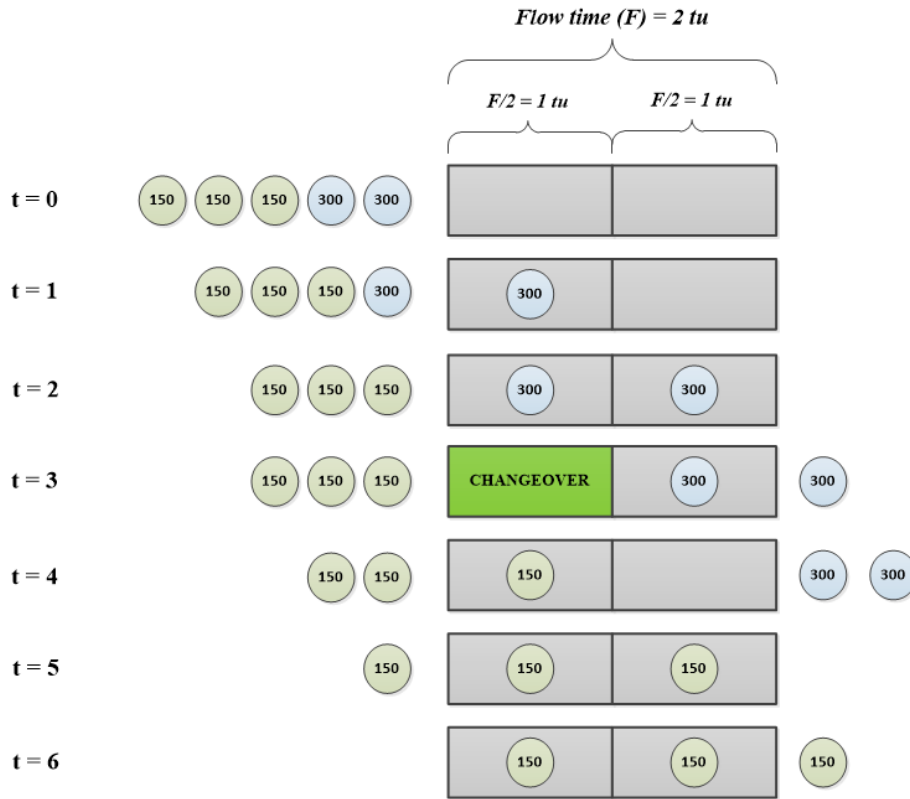 Flow time (F) = 2 tu
F/2 = 1 tu F/2 = 1 tu
t = 0 150 150 150 300 300
t = 1 150 150 150 300 300
t = 2 150 150 150 300 300
t = 3 150 150 150 CHANGEOVER 300 300
t = 4 150 150 150 300 300
t = 5 150 150 150
t = 6 150 150 150